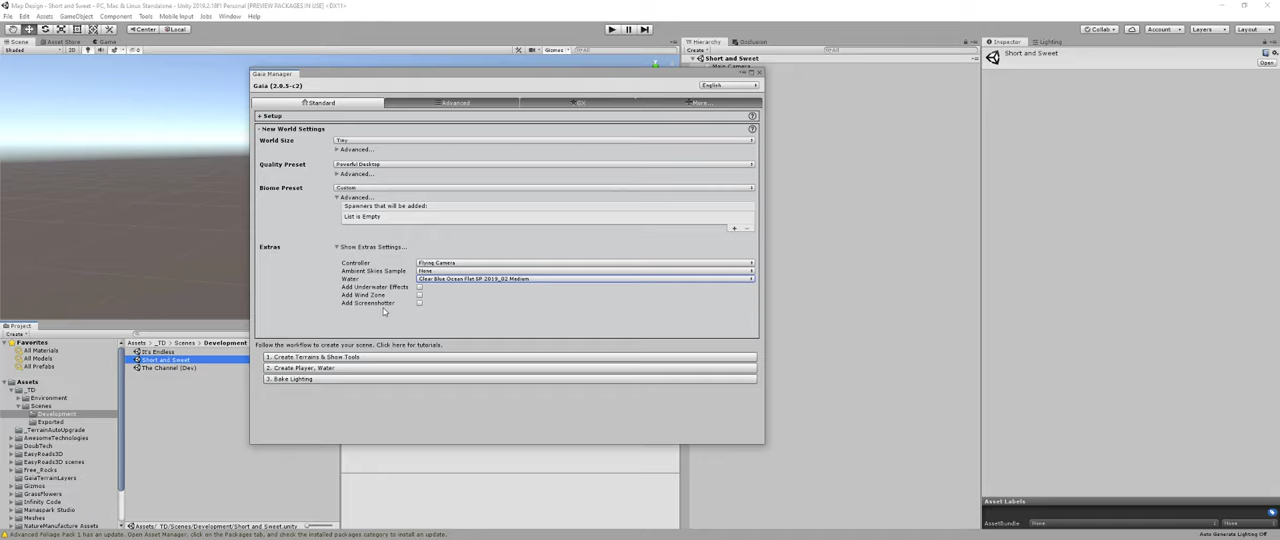 Map Design - Short and Sweet - PC, Mac & Linux Standalone - Unity 2019.2.18f1 Personal [PREVIEW PACKAGES IN USE] <DX11>
File Edit Assets GameObject Component Tools Mobile Input Jobs Window Help
Center Local Collab Account Layers Layout
Scene Asset Store Game Hierarchy Occlusion Inspector Lighting
Shaded 2D Gizmos All Create All Short and Sweet
Short and Sweet
Open
Main Camera
Gaia Manager
Gaia (2.0.5-c2) English
Standard Advanced GX More...
+ Setup
- New World Settings
World Size Tiny
Advanced...
Quality Preset Powerful Desktop
Advanced...
Biome Preset Custom
Advanced...
Spawners that will be added:
List is Empty
+ -
Extras Show Extras Settings...
Controller Flying Camera
Ambient Skies Sample None
Water Clear Blue Ocean Flat SP 2019_02 Medium
Add Underwater Effects
Add Wind Zone
Add Screenshotter
Follow the workflow to create your scene. Click here for tutorials.
1. Create Terrains & Show Tools
2. Create Player, Water
3. Bake Lighting
Project
Create
Favorites
All Materials
All Models
All Prefabs
Assets
_TD
Environment
Scenes
Development
Exported
_TerrainAutoUpgrade
AwesomeTechnologies
DoubTech
EasyRoads3D
EasyRoads3D scenes
Free_Rocks
GaiaTerrainLayers
Gizmos
GrassFlowers
Infinity Code
Manaspark Studio
Meshes
NatureManufacture Assets
Assets _TD Scenes Development
It's Endless
Short and Sweet
The Channel (Dev)
Assets/_TD/Scenes/Development/Short and Sweet.unity
Asset Labels
AssetBundle None None
Advanced Foliage Pack 1 has an update. Open Asset Manager, click on the Packages tab, and check the installed packages category to install an update.
Auto Generate Lighting Off